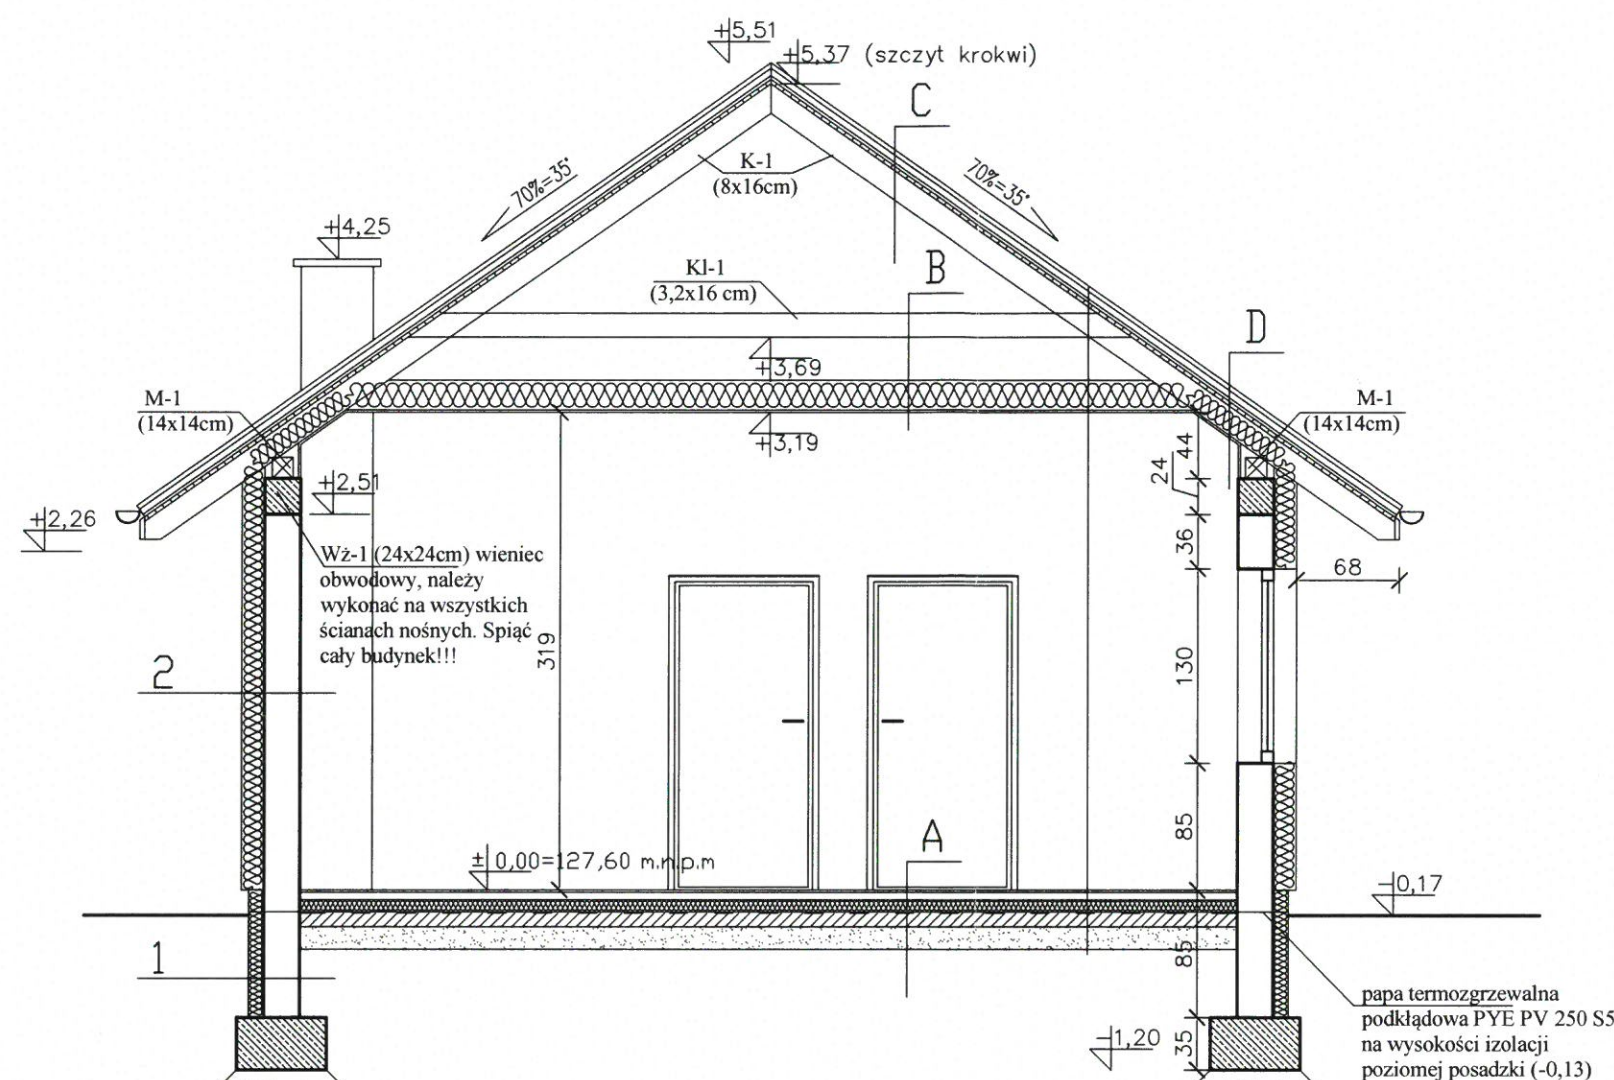 +5,51
+5,37 (szczyt krokwi)
C
K-1
(8x16cm)
70%=35°
70%=35°
+4,25
Kl-1
(3,2x16 cm)
B
D
+3,69
M-1
(14x14cm)
M-1
(14x14cm)
+3,19
44
24
+2,51
+2,26
Wż-1 (24x24cm) wieniec
obwodowy, należy
wykonać na wszystkich
ścianach nośnych. Spiąć
cały budynek!!!
36
68
319
130
2
85
A
± 0,00=127,60 m.n.p.m
-0,17
85
1
papa termozgrzewalna
podkłądowa PYE PV 250 S5
na wysokości izolacji
poziomej posadzki (-0,13)
-1,20
35